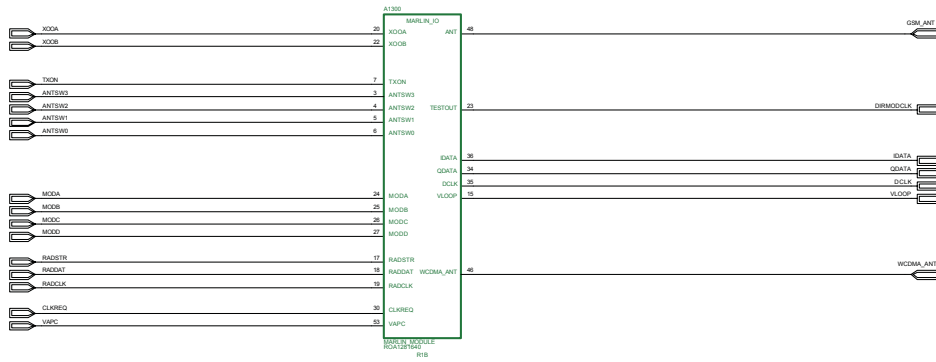 A1300
MARLIN_IO
XOOA 20 XOOA ANT 48 GSM_ANT
XOOB 22 XOOB
TXON 7 TXON
ANTSW3 3 ANTSW3
ANTSW2 4 ANTSW2 TESTOUT 23 DIRMODCLK
ANTSW1 5 ANTSW1
ANTSW0 6 ANTSW0
IDATA 36 IDATA
QDATA 34 QDATA
DCLK 35 DCLK
MODA 24 MODA VLOOP 15 VLOOP
MODB 25 MODB
MODC 26 MODC
MODD 27 MODD
RADSTR 17 RADSTR
RADDAT 18 RADDAT WCDMA_ANT 46 WCDMA_ANT
RADCLK 19 RADCLK
CLKREQ 30 CLKREQ
VAPC 53 VAPC
MARLIN_MODULE
ROA1281640
R1B